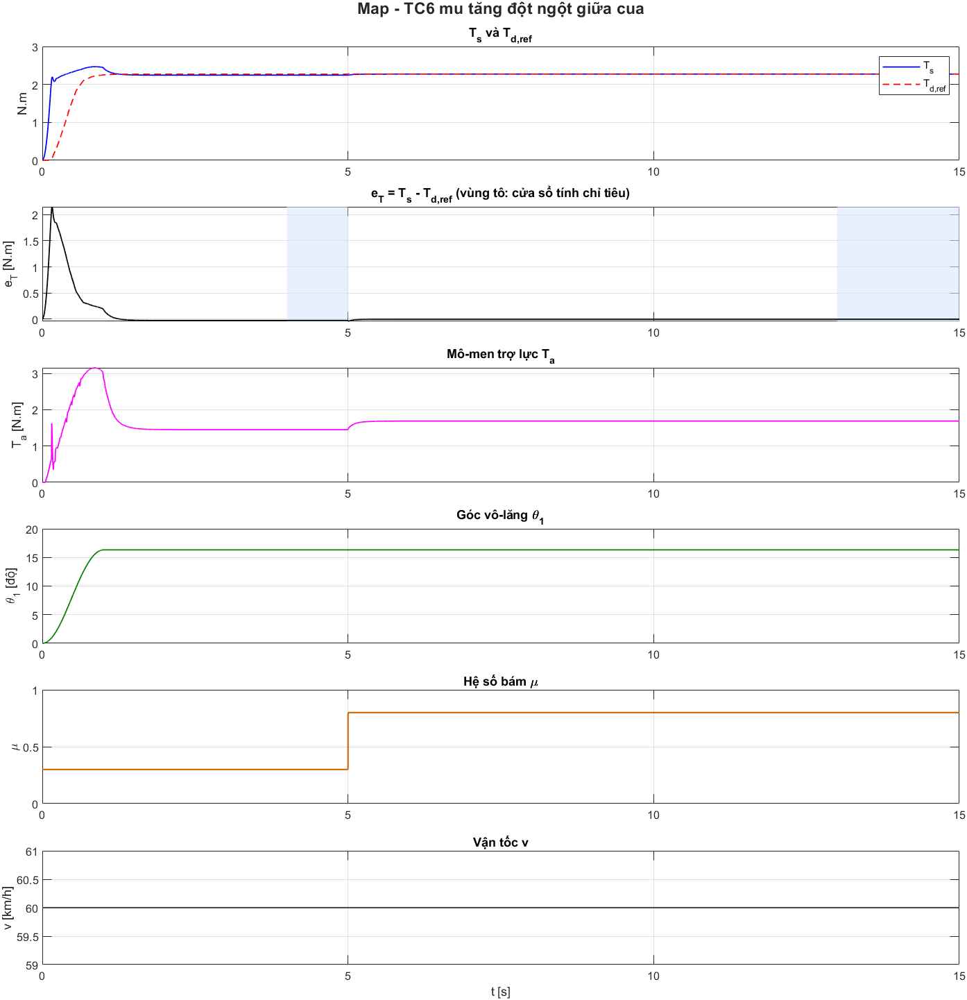 Map - TC6 mu tăng đột ngột giữa cua
T_s và T_d,ref
3
2
1
0
N.m
T_s
T_d,ref
0 5 10 15
e_T = T_s - T_d,ref (vùng tô: cửa sổ tính chỉ tiêu)
2
1.5
1
0.5
0
e_T [N.m]
0 5 10 15
Mô-men trợ lực T_a
3
2
1
0
T_a [N.m]
0 5 10 15
Góc vô-lăng θ_1
20
15
10
5
0
θ_1 [độ]
0 5 10 15
Hệ số bám μ
1
0.5
0
μ
0 5 10 15
Vận tốc v
61
60.5
60
59.5
59
v [km/h]
0 5 10 15
t [s]